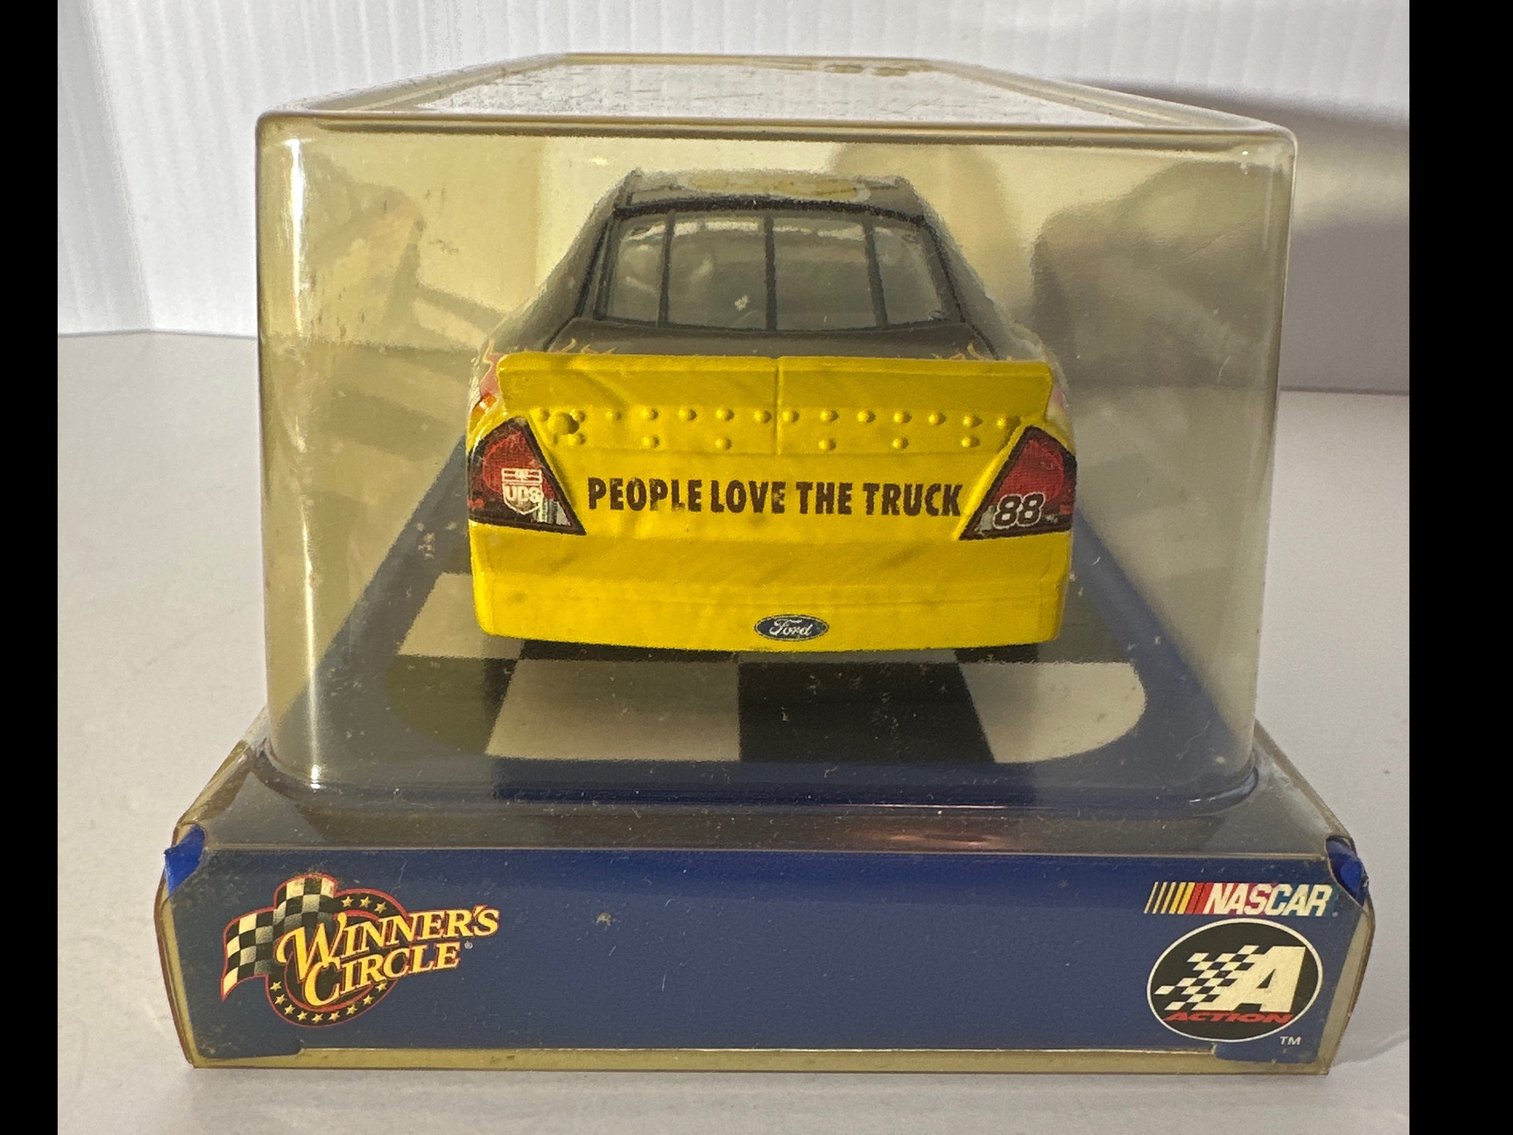 PEOPLE LOVE THE TRUCK
UPS
88
Ford
WINNER'S
CIRCLE®
NASCAR
A
ACTION
TM